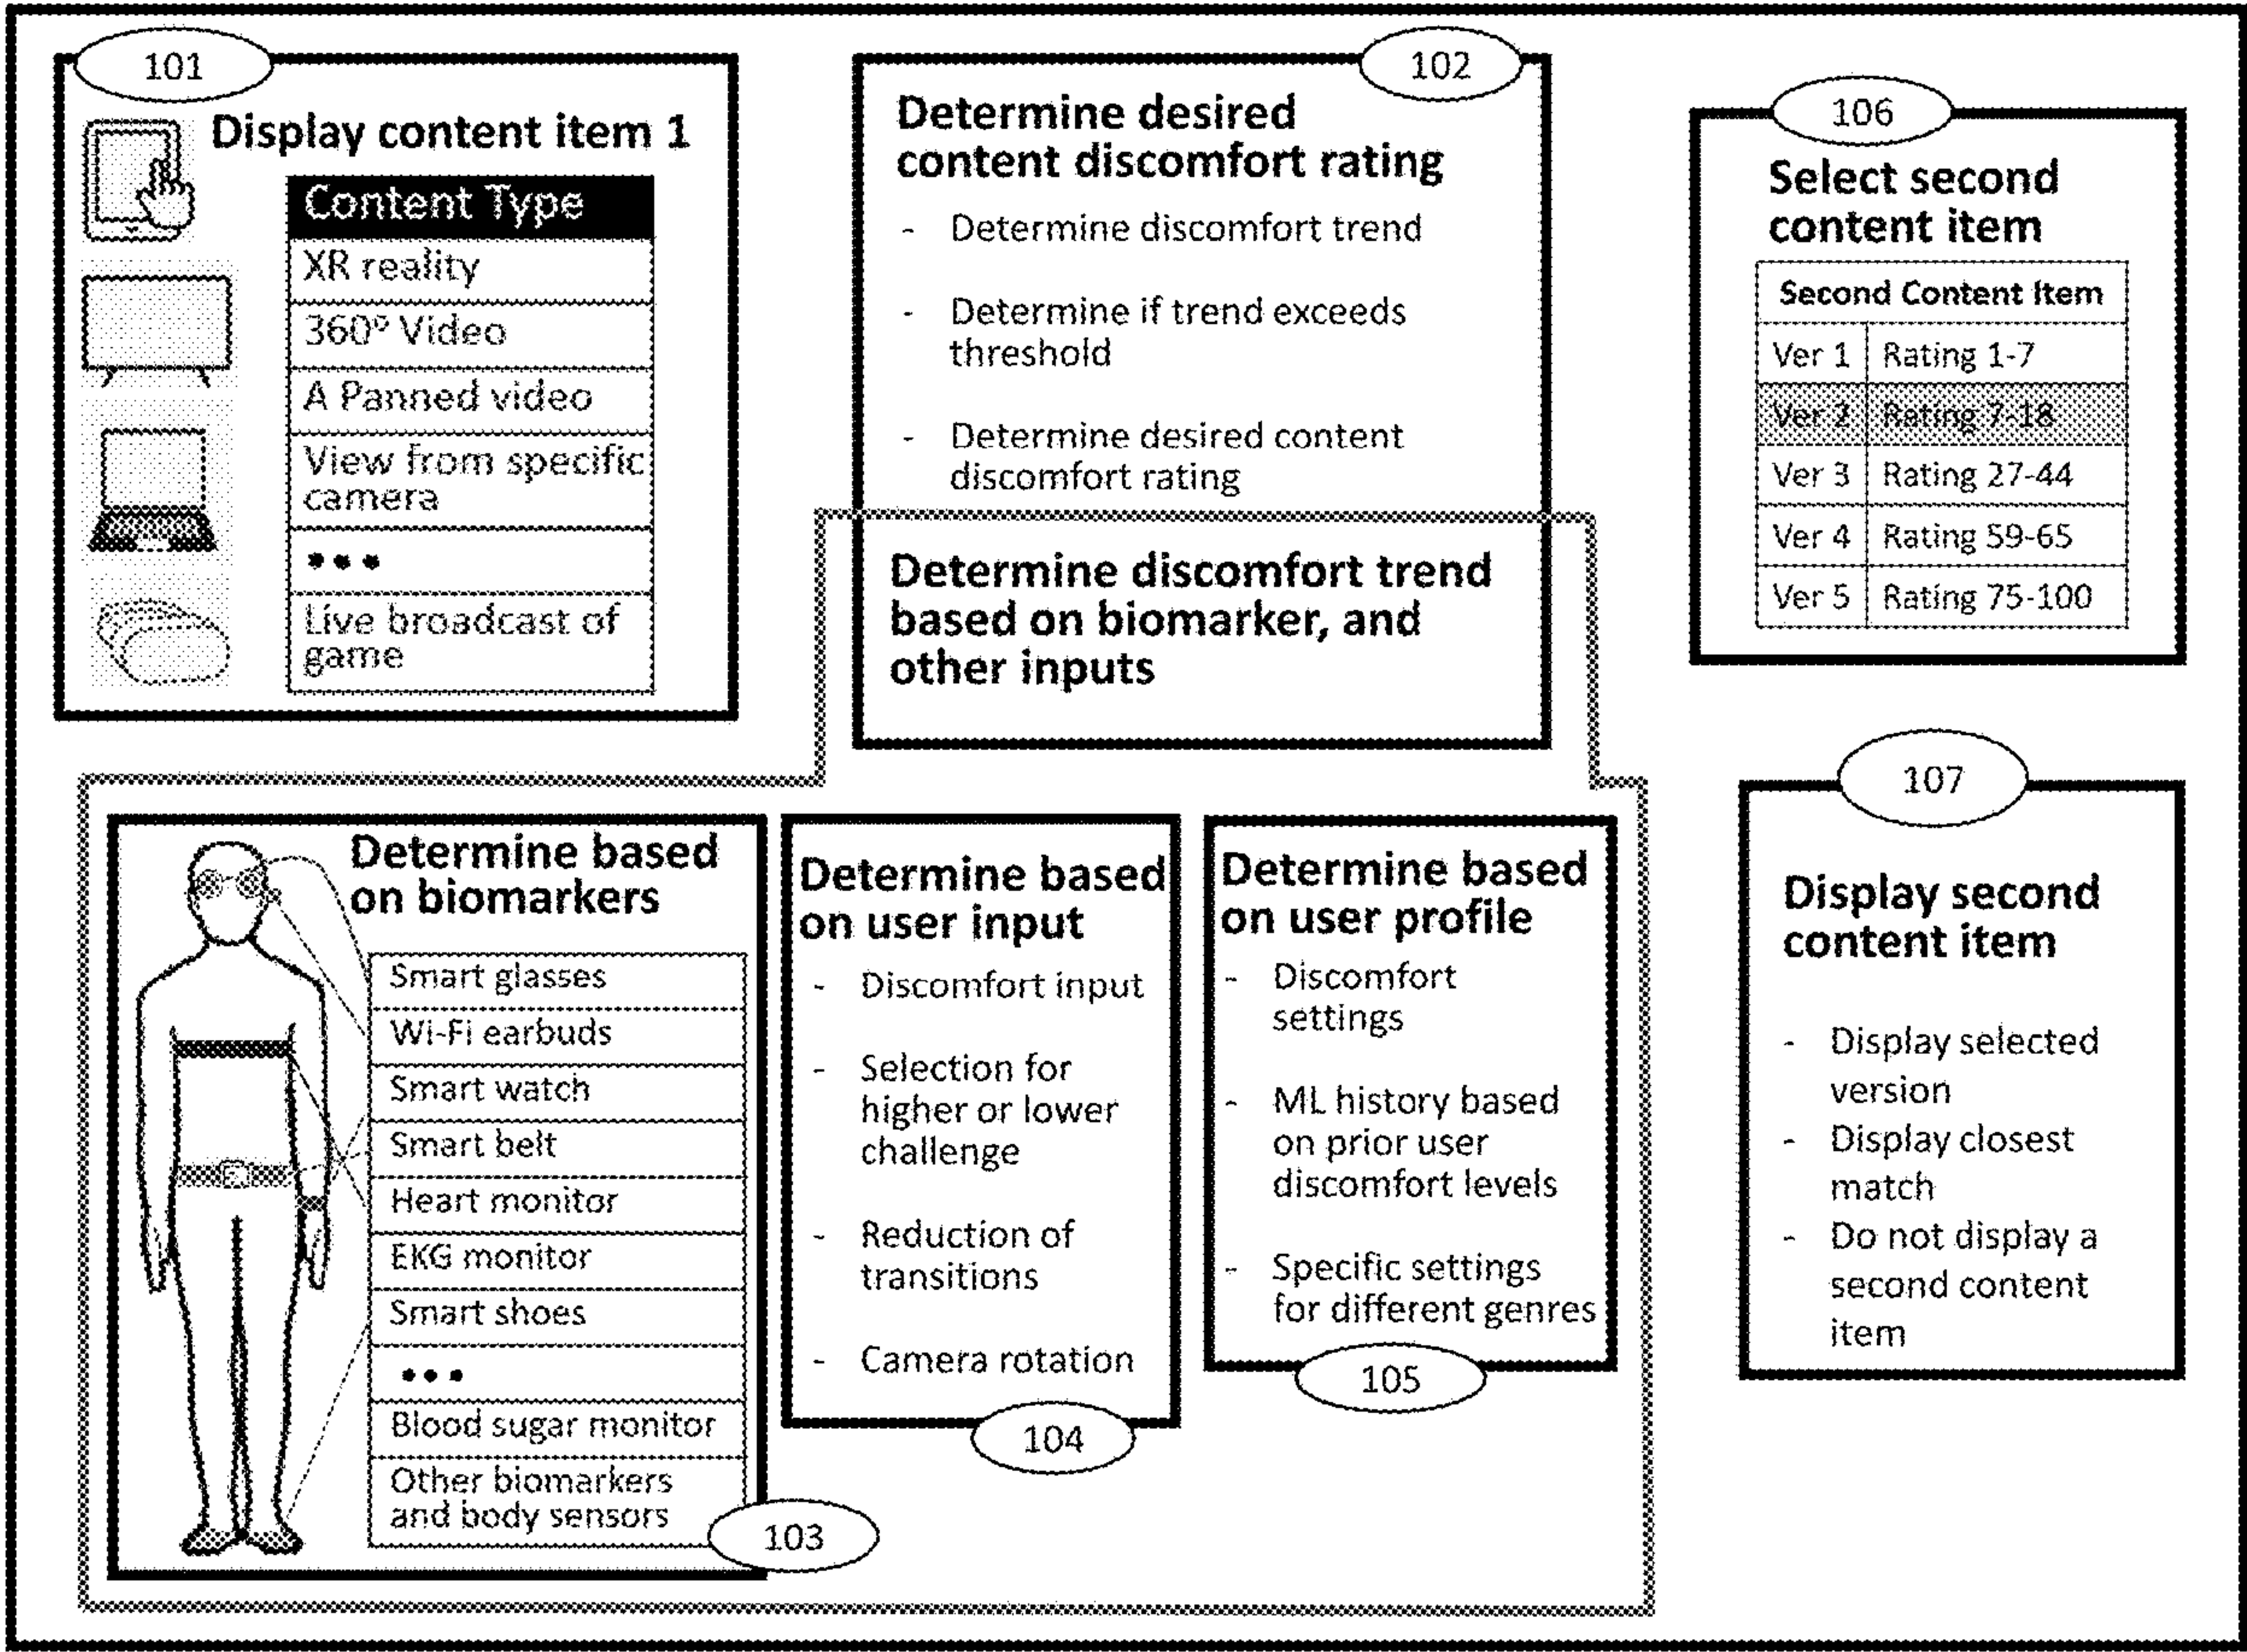 101
Display content item 1
Content Type
XR reality
360º Video
A Panned video
View from specific
camera
•••
Live broadcast of
game
102
Determine desired
content discomfort rating
- Determine discomfort trend
- Determine if trend exceeds
threshold
- Determine desired content
discomfort rating
Determine discomfort trend
based on biomarker, and
other inputs
106
Select second
content item
Second Content Item
Ver 1 Rating 1-7
Ver 2 Rating 7-18
Ver 3 Rating 27-44
Ver 4 Rating 59-65
Ver 5 Rating 75-100
Determine based
on biomarkers
Smart glasses
Wi-Fi earbuds
Smart watch
Smart belt
Heart monitor
EKG monitor
Smart shoes
•••
Blood sugar monitor
Other biomarkers
and body sensors
103
Determine based
on user input
- Discomfort input
- Selection for
higher or lower
challenge
- Reduction of
transitions
- Camera rotation
104
Determine based
on user profile
- Discomfort
settings
- ML history based
on prior user
discomfort levels
- Specific settings
for different genres
105
107
Display second
content item
- Display selected
version
- Display closest
match
- Do not display a
second content
item